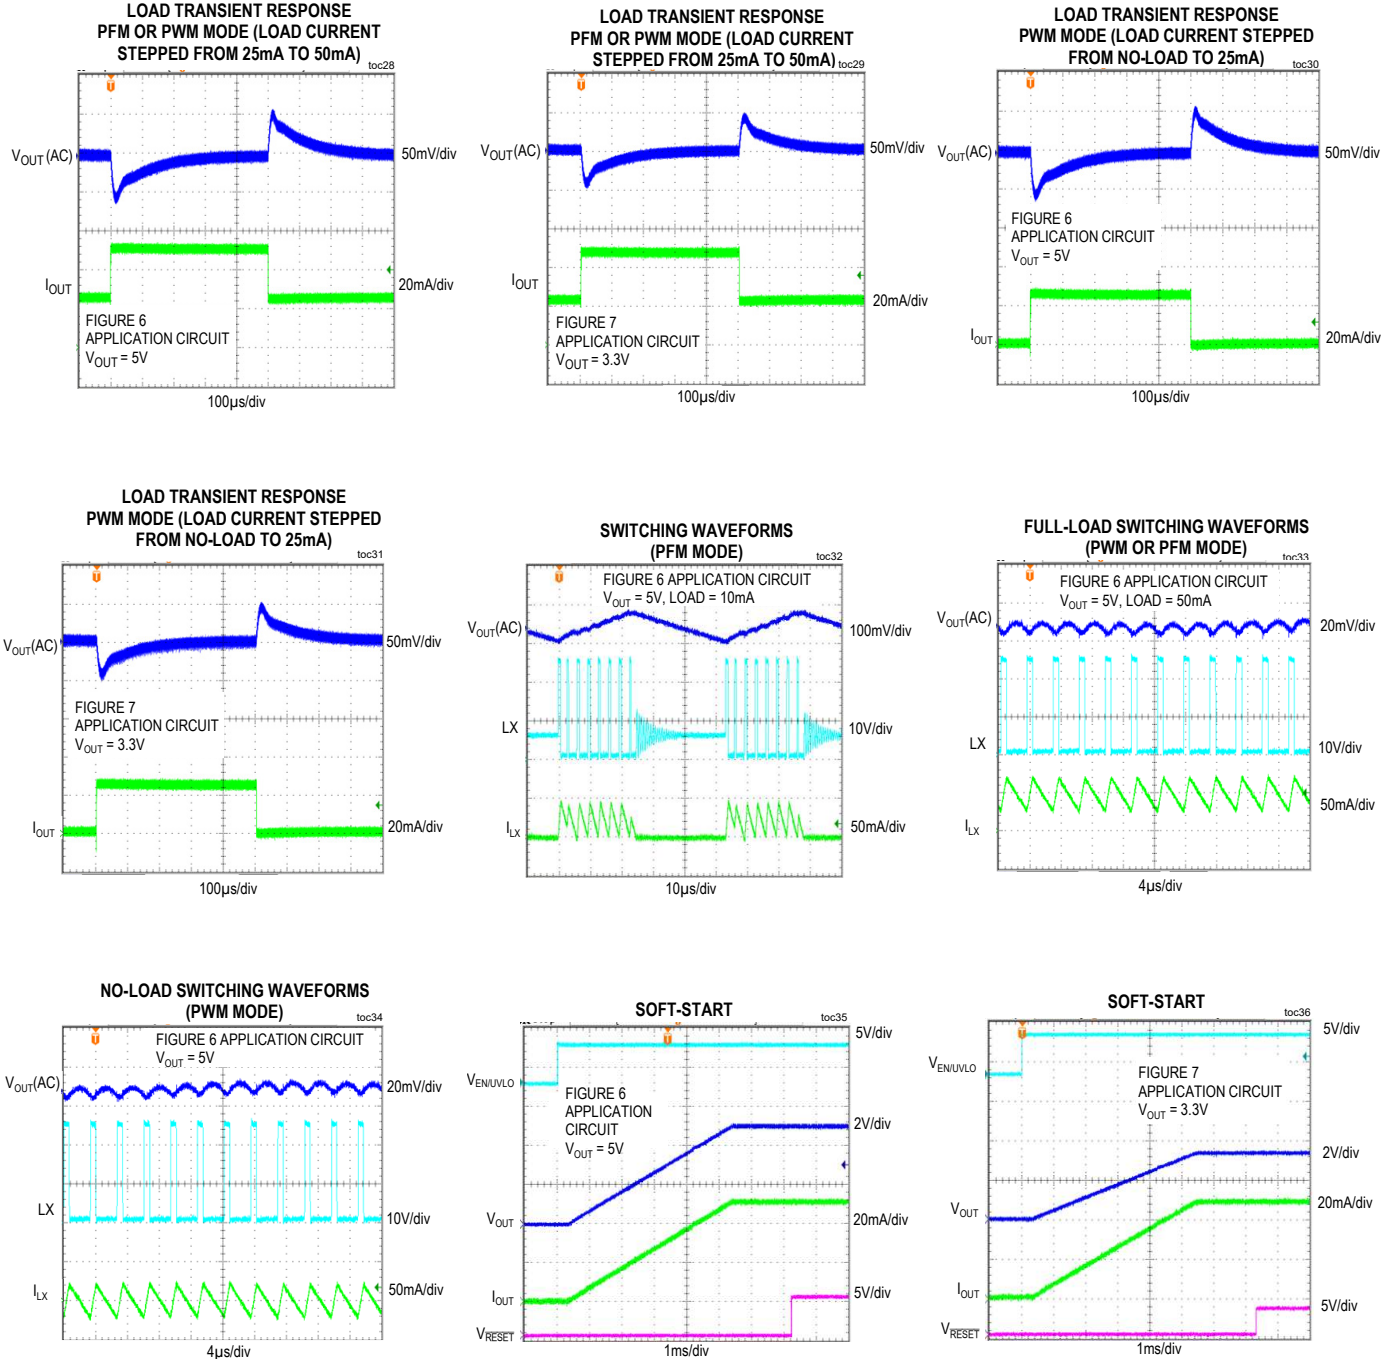 LOAD TRANSIENT RESPONSE
PFM OR PWM MODE (LOAD CURRENT
STEPPED FROM 25mA TO 50mA)
toc28
T
VOUT(AC)
50mV/div
IOUT
20mA/div
FIGURE 6
APPLICATION CIRCUIT
VOUT = 5V
100µs/div
LOAD TRANSIENT RESPONSE
PFM OR PWM MODE (LOAD CURRENT
STEPPED FROM 25mA TO 50mA)
toc29
T
VOUT(AC)
50mV/div
IOUT
20mA/div
FIGURE 7
APPLICATION CIRCUIT
VOUT = 3.3V
100µs/div
LOAD TRANSIENT RESPONSE
PWM MODE (LOAD CURRENT STEPPED
FROM NO-LOAD TO 25mA)
toc30
T
VOUT(AC)
50mV/div
FIGURE 6
APPLICATION CIRCUIT
VOUT = 5V
IOUT
20mA/div
100µs/div
LOAD TRANSIENT RESPONSE
PWM MODE (LOAD CURRENT STEPPED
FROM NO-LOAD TO 25mA)
toc31
T
VOUT(AC)
50mV/div
FIGURE 7
APPLICATION CIRCUIT
VOUT = 3.3V
IOUT
20mA/div
100µs/div
SWITCHING WAVEFORMS
(PFM MODE)
toc32
T
FIGURE 6 APPLICATION CIRCUIT
VOUT = 5V, LOAD = 10mA
VOUT(AC)
100mV/div
LX
10V/div
ILX
50mA/div
10µs/div
FULL-LOAD SWITCHING WAVEFORMS
(PWM OR PFM MODE)
toc33
T
FIGURE 6 APPLICATION CIRCUIT
VOUT = 5V, LOAD = 50mA
VOUT(AC)
20mV/div
LX
10V/div
50mA/div
ILX
4µs/div
NO-LOAD SWITCHING WAVEFORMS
(PWM MODE)
toc34
T
FIGURE 6 APPLICATION CIRCUIT
VOUT = 5V
VOUT(AC)
20mV/div
LX
10V/div
ILX
50mA/div
4µs/div
SOFT-START
toc35
T
5V/div
VEN/UVLO
FIGURE 6
APPLICATION
CIRCUIT
VOUT = 5V
2V/div
VOUT
20mA/div
IOUT
5V/div
VRESET
1ms/div
SOFT-START
toc36
T
5V/div
VEN/UVLO
FIGURE 7
APPLICATION CIRCUIT
VOUT = 3.3V
2V/div
VOUT
20mA/div
IOUT
5V/div
VRESET
1ms/div